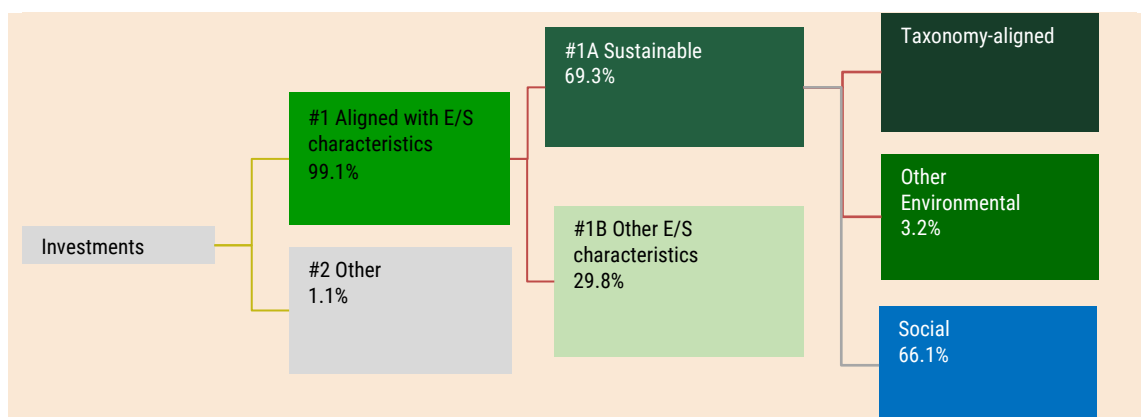 Investments
#1 Aligned with E/S
characteristics
99.1%
#2 Other
1.1%
#1A Sustainable
69.3%
#1B Other E/S
characteristics
29.8%
Taxonomy-aligned
Other
Environmental
3.2%
Social
66.1%